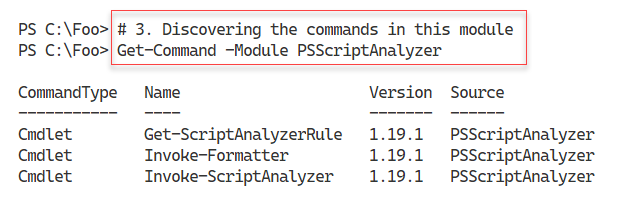 PS C:\Foo> # 3. Discovering the commands in this module
PS C:\Foo> Get-Command -Module PSScriptAnalyzer
CommandType Name Version Source
----------- ---- ------- ------
Cmdlet Get-ScriptAnalyzerRule 1.19.1 PSScriptAnalyzer
Cmdlet Invoke-Formatter 1.19.1 PSScriptAnalyzer
Cmdlet Invoke-ScriptAnalyzer 1.19.1 PSScriptAnalyzer